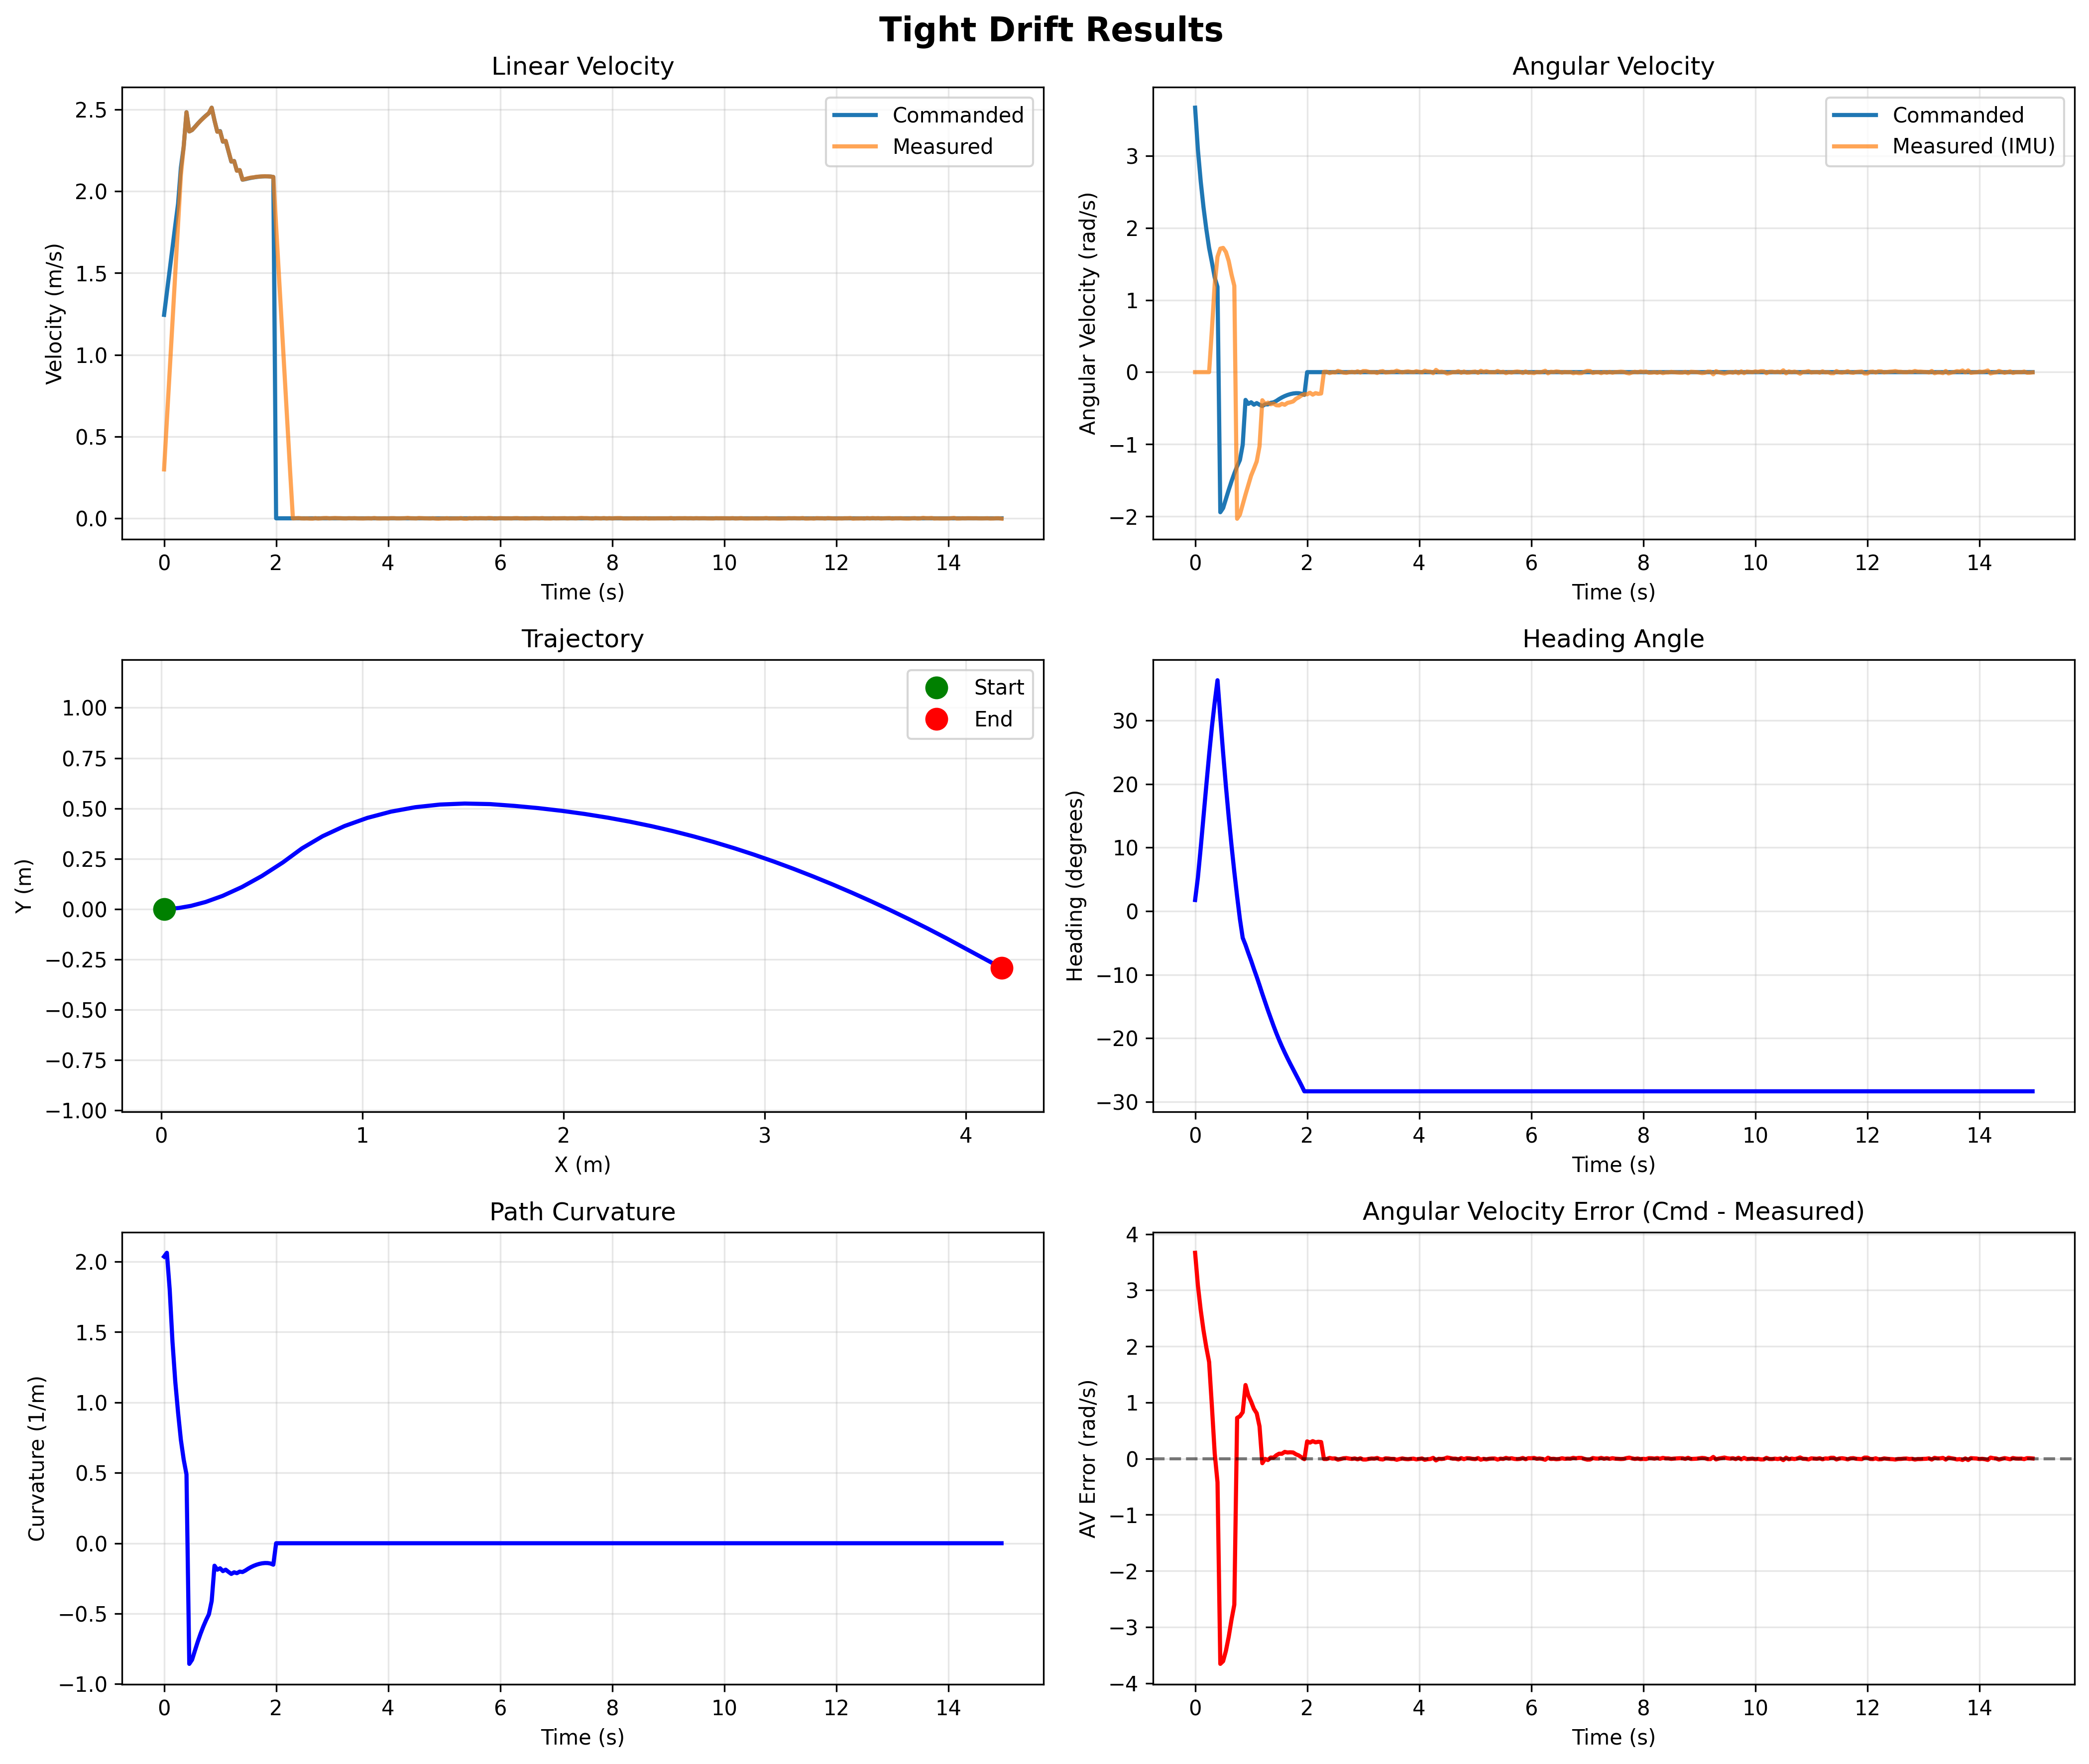 Tight Drift Results
Linear Velocity
Velocity (m/s)
2.5
2.0
1.5
1.0
0.5
0.0
Commanded
Measured
0 2 4 6 8 10 12 14
Time (s)
Angular Velocity
Angular Velocity (rad/s)
3
2
1
0
−1
−2
Commanded
Measured (IMU)
0 2 4 6 8 10 12 14
Time (s)
Trajectory
Y (m)
1.00
0.75
0.50
0.25
0.00
−0.25
−0.50
−0.75
−1.00
Start
End
0 1 2 3 4
X (m)
Heading Angle
Heading (degrees)
30
20
10
0
−10
−20
−30
0 2 4 6 8 10 12 14
Time (s)
Path Curvature
Curvature (1/m)
2.0
1.5
1.0
0.5
0.0
−0.5
−1.0
0 2 4 6 8 10 12 14
Time (s)
Angular Velocity Error (Cmd - Measured)
AV Error (rad/s)
4
3
2
1
0
−1
−2
−3
−4
0 2 4 6 8 10 12 14
Time (s)